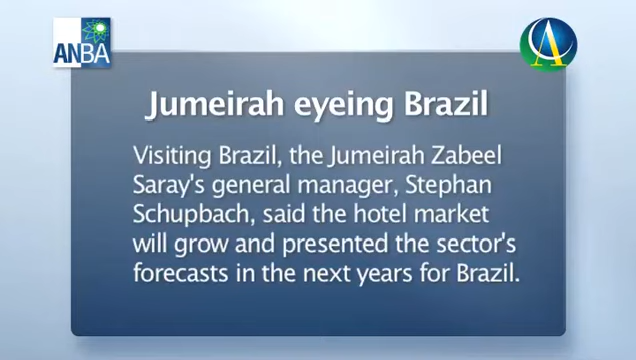 ANBA
A
Jumeirah eyeing Brazil
Visiting Brazil, the Jumeirah Zabeel
Saray's general manager, Stephan
Schupbach, said the hotel market
will grow and presented the sector's
forecasts in the next years for Brazil.